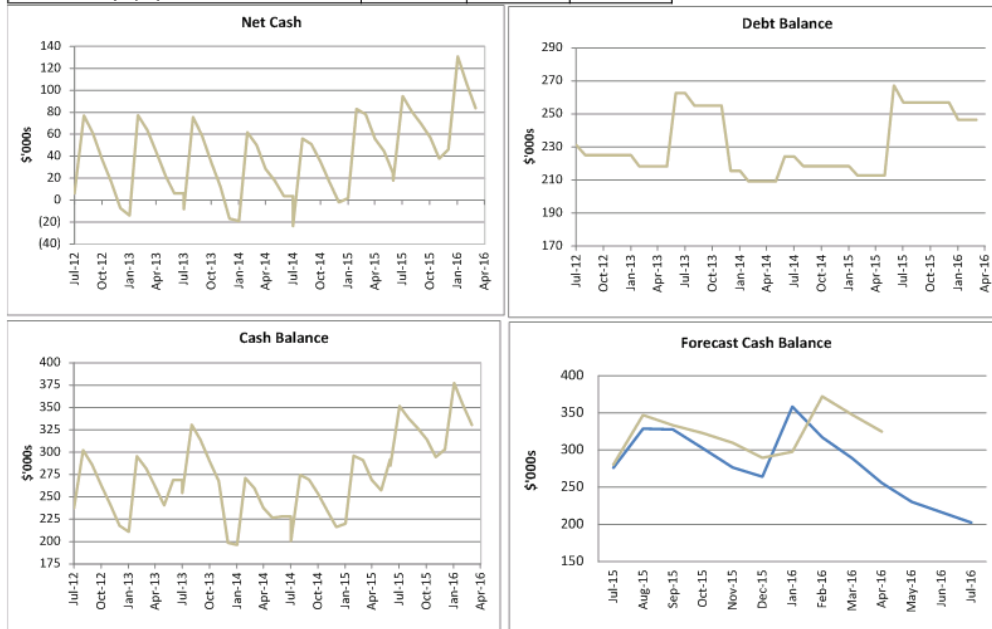 Net Cash
140
120
100
80
60
40
20
0
(20)
(40)
$'000s
Jul-12
Oct-12
Jan-13
Apr-13
Jul-13
Oct-13
Jan-14
Apr-14
Jul-14
Oct-14
Jan-15
Apr-15
Jul-15
Oct-15
Jan-16
Apr-16
Debt Balance
290
270
250
230
210
190
170
$'000s
Jul-12
Oct-12
Jan-13
Apr-13
Jul-13
Oct-13
Jan-14
Apr-14
Jul-14
Oct-14
Jan-15
Apr-15
Jul-15
Oct-15
Jan-16
Apr-16
Cash Balance
400
375
350
325
300
275
250
225
200
175
$'000s
Jul-12
Oct-12
Jan-13
Apr-13
Jul-13
Oct-13
Jan-14
Apr-14
Jul-14
Oct-14
Jan-15
Apr-15
Jul-15
Oct-15
Jan-16
Apr-16
Forecast Cash Balance
400
350
300
250
200
150
$'000s
Jul-15
Aug-15
Sep-15
Oct-15
Nov-15
Dec-15
Jan-16
Feb-16
Mar-16
Apr-16
May-16
Jun-16
Jul-16